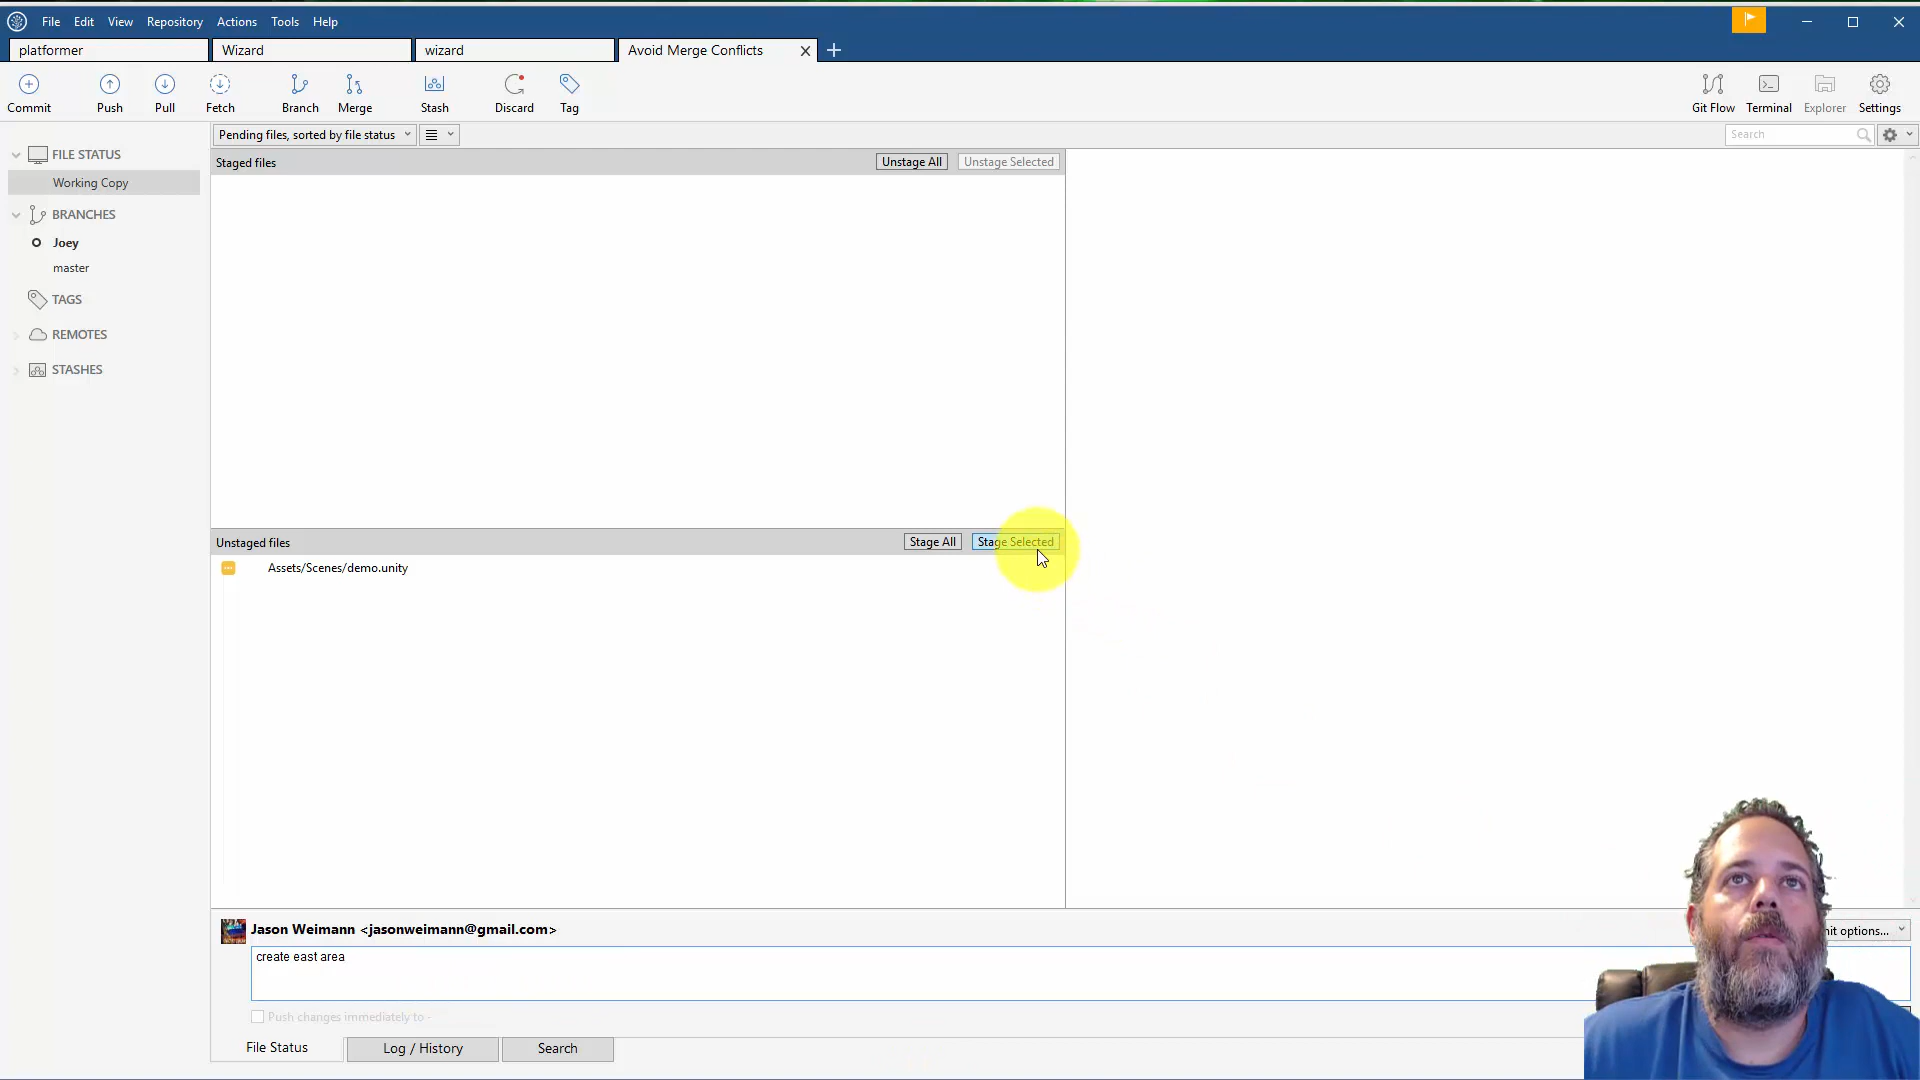 File Edit View Repository Actions Tools Help
platformer Wizard wizard Avoid Merge Conflicts
Commit Push Pull Fetch Branch Merge Stash Discard Tag Git Flow Terminal Explorer Settings
Pending files, sorted by file status Search
FILE STATUS
Working Copy
BRANCHES
Joey
master
TAGS
REMOTES
STASHES
Staged files Unstage All Unstage Selected
Unstaged files Stage All Stage Selected
Assets/Scenes/demo.unity
Jason Weimann <jasonweimann@gmail.com>
options...
create east area
Push changes immediately to -
File Status Log / History Search